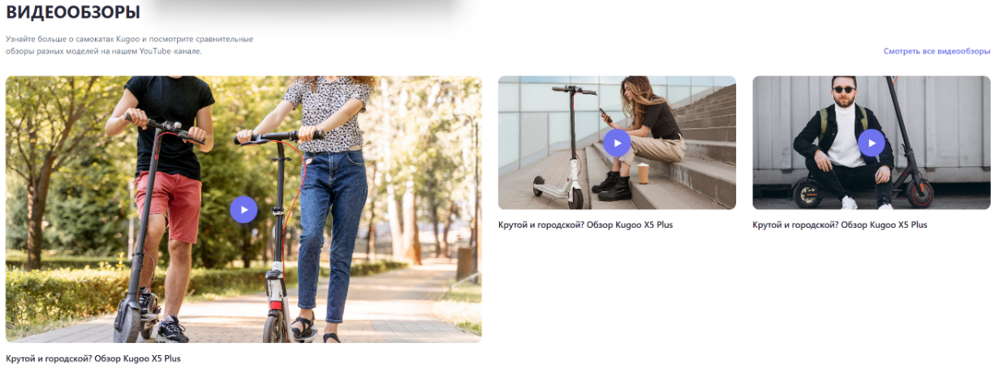 ВИДЕООБЗОРЫ
Узнайте больше о самокатах Kugoo и посмотрите сравнительные
обзоры разных моделей на нашем YouTube-канале.
Смотреть все видеообзоры
Крутой и городской? Обзор Kugoo X5 Plus
Крутой и городской? Обзор Kugoo X5 Plus
Крутой и городской? Обзор Kugoo X5 Plus